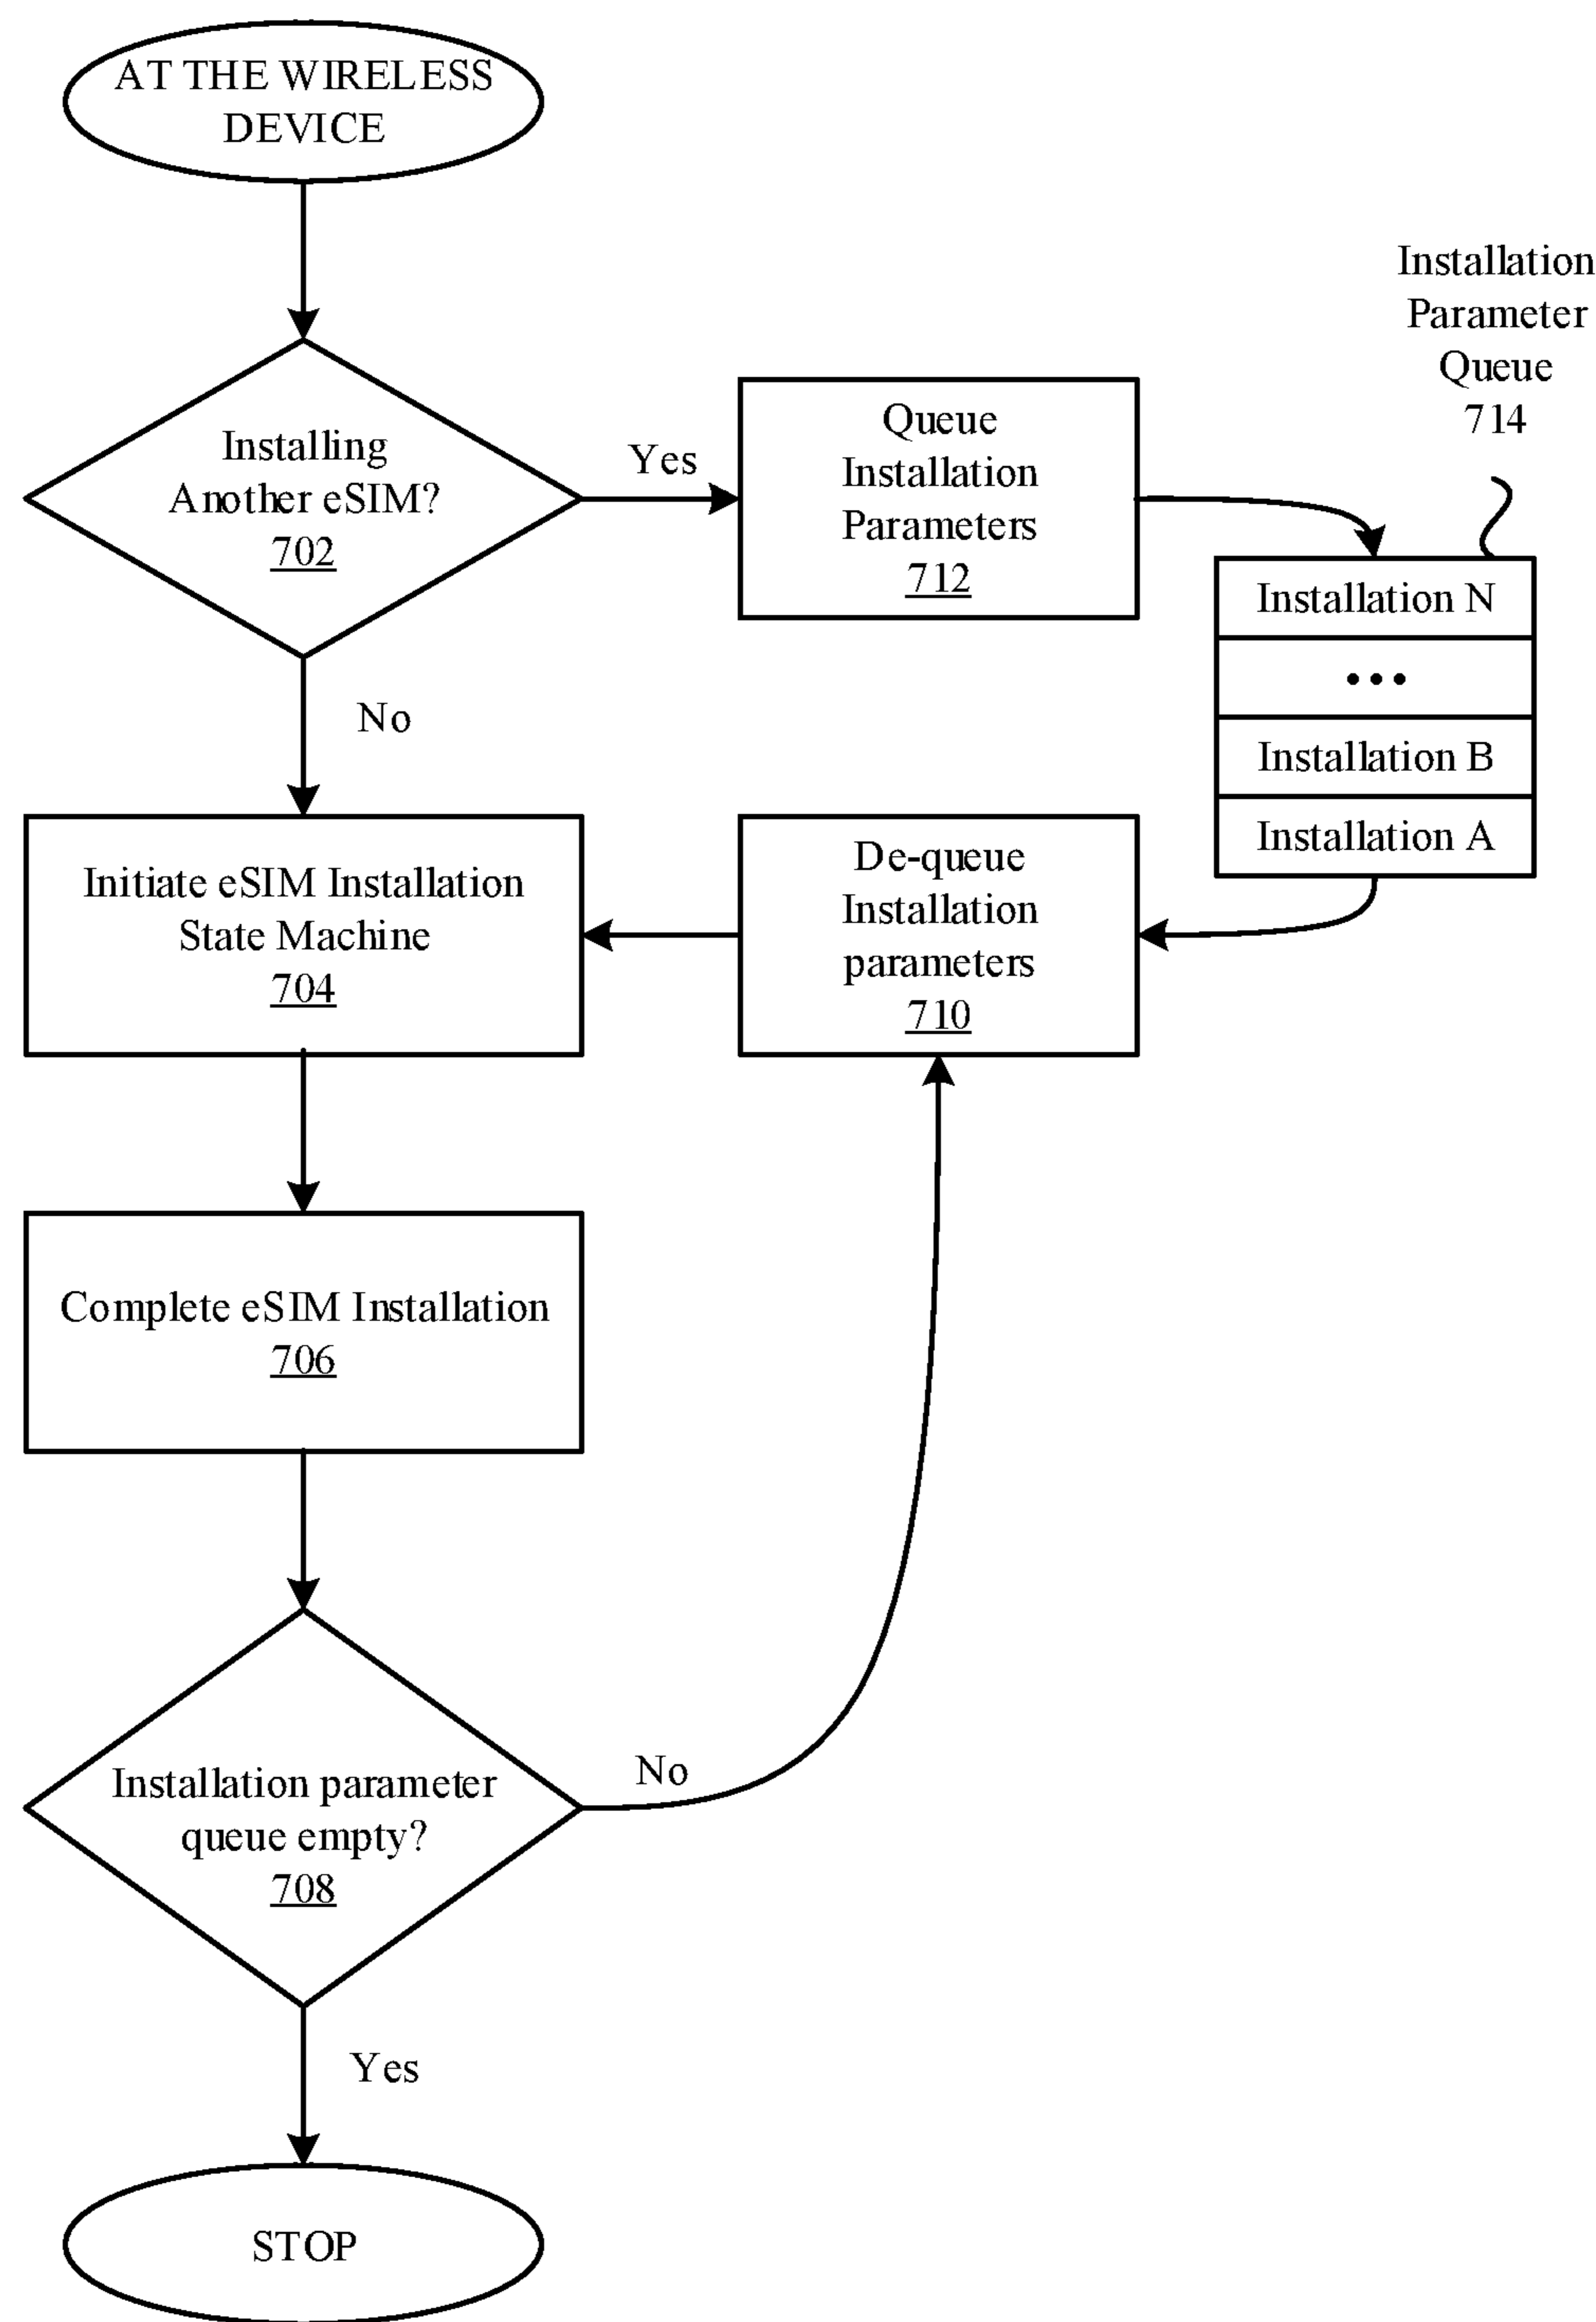 AT THE WIRELESS
DEVICE
Installing
Another eSIM?
702
Yes
Queue
Installation
Parameters
712
Installation
Parameter
Queue
714
Installation N
•••
Installation B
Installation A
No
Initiate eSIM Installation
State Machine
704
De-queue
Installation
parameters
710
Complete eSIM Installation
706
Installation parameter
queue empty?
708
No
Yes
STOP